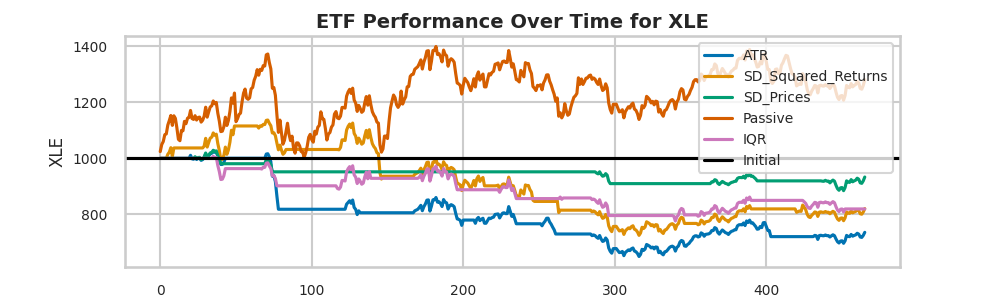 ETF Performance Over Time for XLE
XLE
1400
1200
1000
800
ATR
SD_Squared_Returns
SD_Prices
Passive
IQR
Initial
0 100 200 300 400